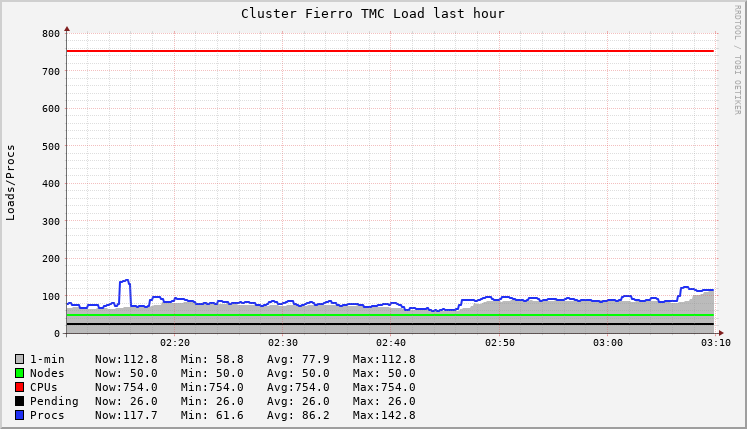 Cluster Fierro TMC Load last hour
RRDTOOL / TOBI OETIKER
Loads/Procs
800
700
600
500
400
300
200
100
0
02:20 02:30 02:40 02:50 03:00 03:10
1-min Now:112.8 Min: 58.8 Avg: 77.9 Max:112.8
Nodes Now: 50.0 Min: 50.0 Avg: 50.0 Max: 50.0
CPUs Now:754.0 Min:754.0 Avg:754.0 Max:754.0
Pending Now: 26.0 Min: 26.0 Avg: 26.0 Max: 26.0
Procs Now:117.7 Min: 61.6 Avg: 86.2 Max:142.8